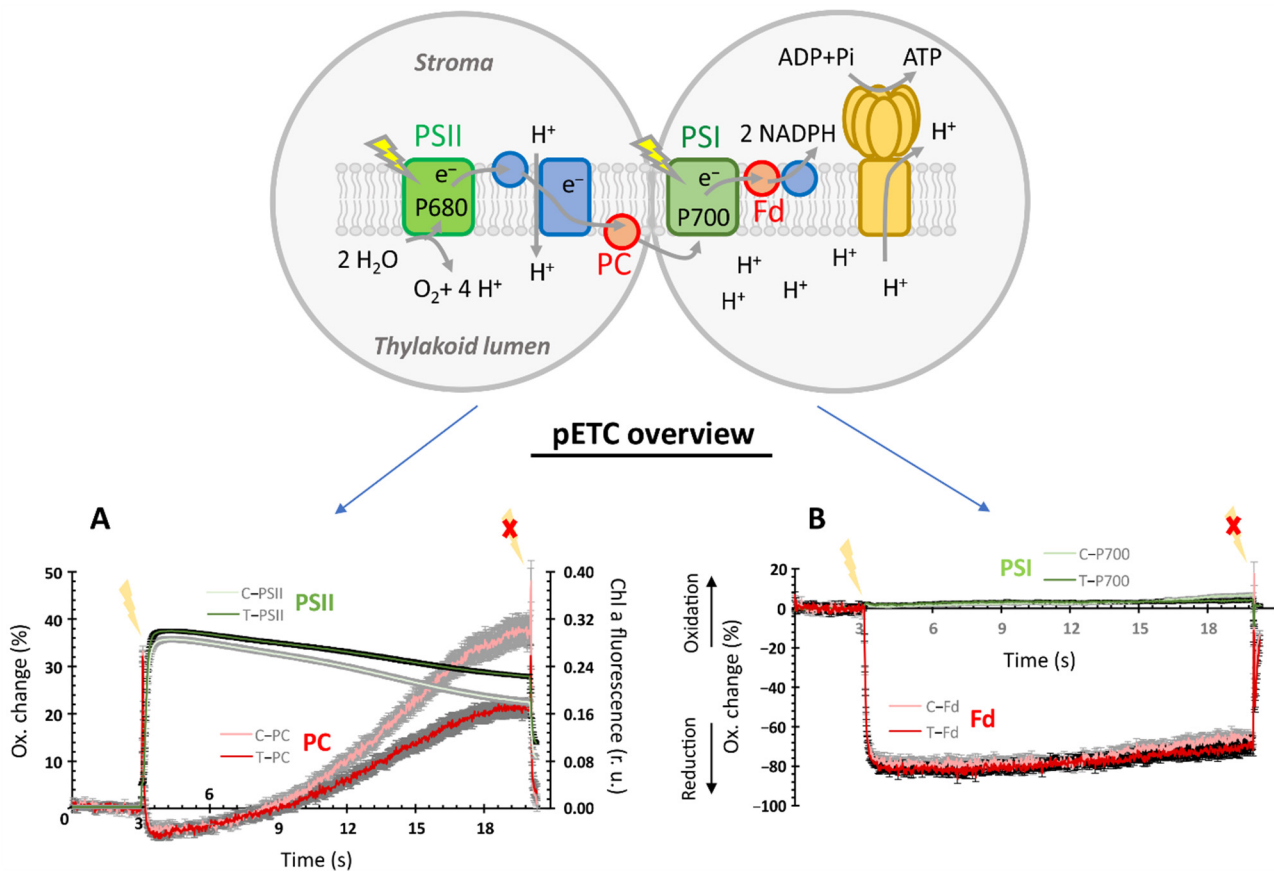 Stroma
ADP+Pi
ATP
PSII
H⁺
PSI
2 NADPH
H⁺
e⁻
e⁻
e⁻
P680
P700
Fd
2 H₂O
PC
O₂+ 4 H⁺
H⁺
H⁺
H⁺
H⁺
H⁺
H⁺
Thylakoid lumen
pETC overview
A
50
40
30
20
10
0
3
6
9
12
15
18
0.40
0.32
0.24
0.16
0.08
0.00
Ox. change (%)
Chl a fluorescence (r. u.)
Time (s)
C–PSII
T–PSII
PSII
C–PC
T–PC
PC
X
B
Oxidation
Reduction
Ox. change (%)
20
0
−20
−40
−60
−80
−100
3
6
9
12
15
18
Time (s)
PSI
C–P700
T–P700
C–Fd
T–Fd
Fd
X